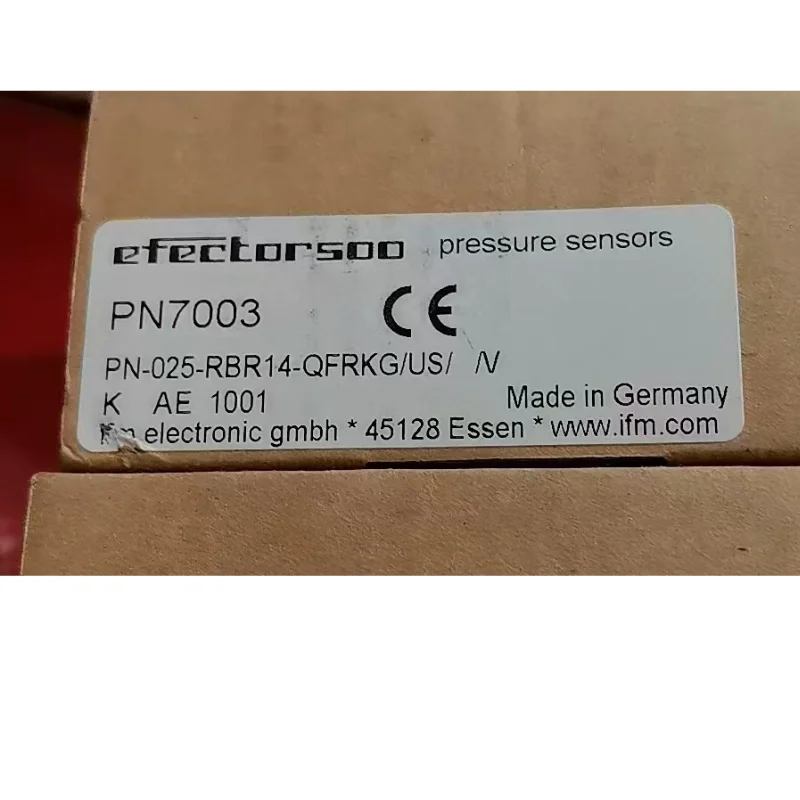 efector500 pressure sensors
PN7003 CE
PN-025-RBR14-QFRKG/US/ /V
K AE 1001 Made in Germany
electronic gmbh * 45128 Essen * www.ifm.com